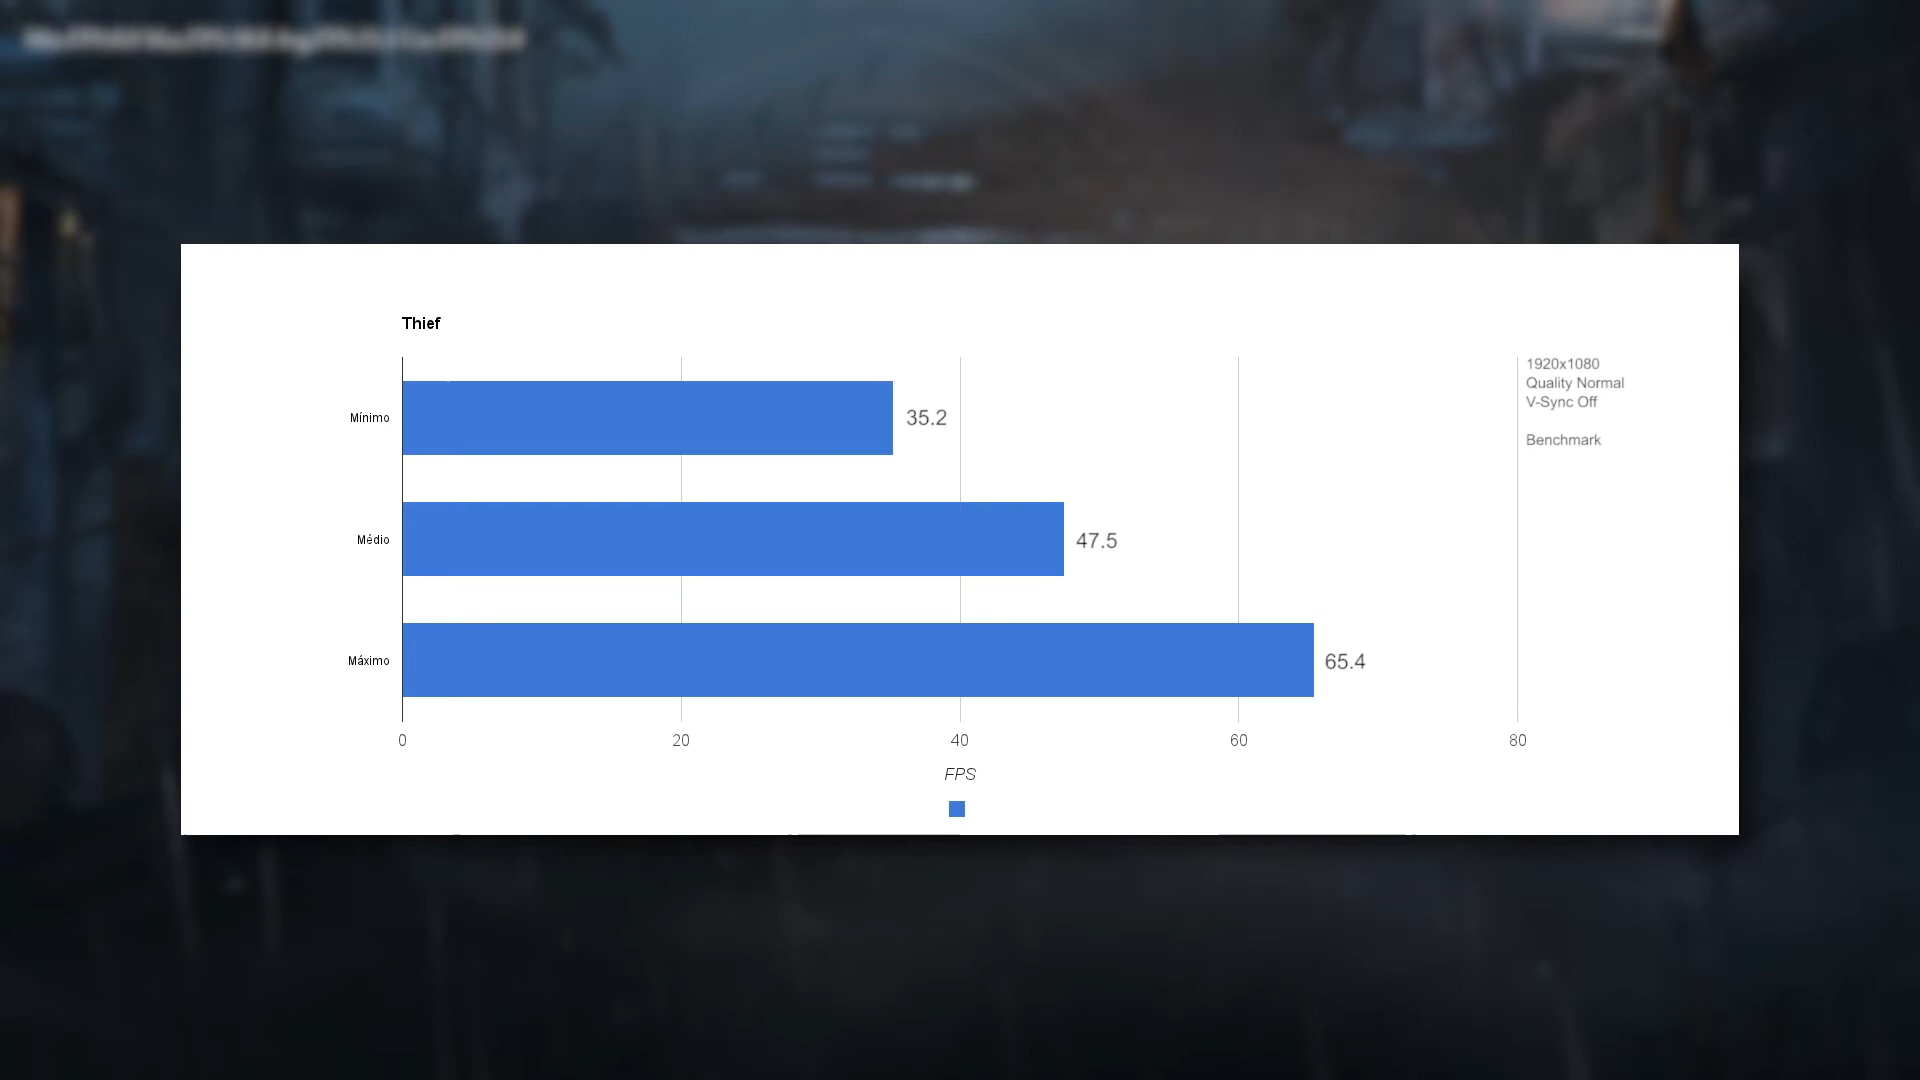 Thief
1920x1080
Quality Normal
V-Sync Off
Benchmark
Mínimo
35.2
Médio
47.5
Máximo
65.4
0 20 40 60 80
FPS